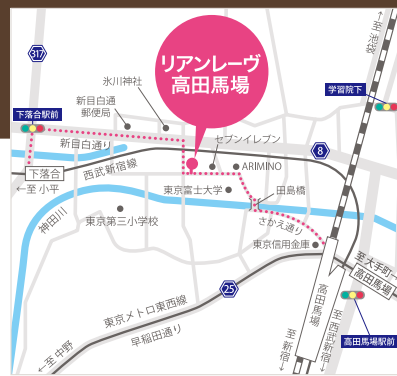 317
リアンレーヴ
高田馬場
←至 池袋
氷川神社
新目白通
郵便局
学習院下
下落合駅前
新目白通り
セブンイレブン
8
下落合
西武新宿線
ARIMINO
←至 小平
東京富士大学
田島橋
神田川
東京第三小学校
さかえ通り
東京信用金庫
至大手町→
高田馬場
25
高田馬場
東京メトロ東西線
早稲田通り
至西武新宿→
高田馬場駅前
←至 中野
至 新宿→